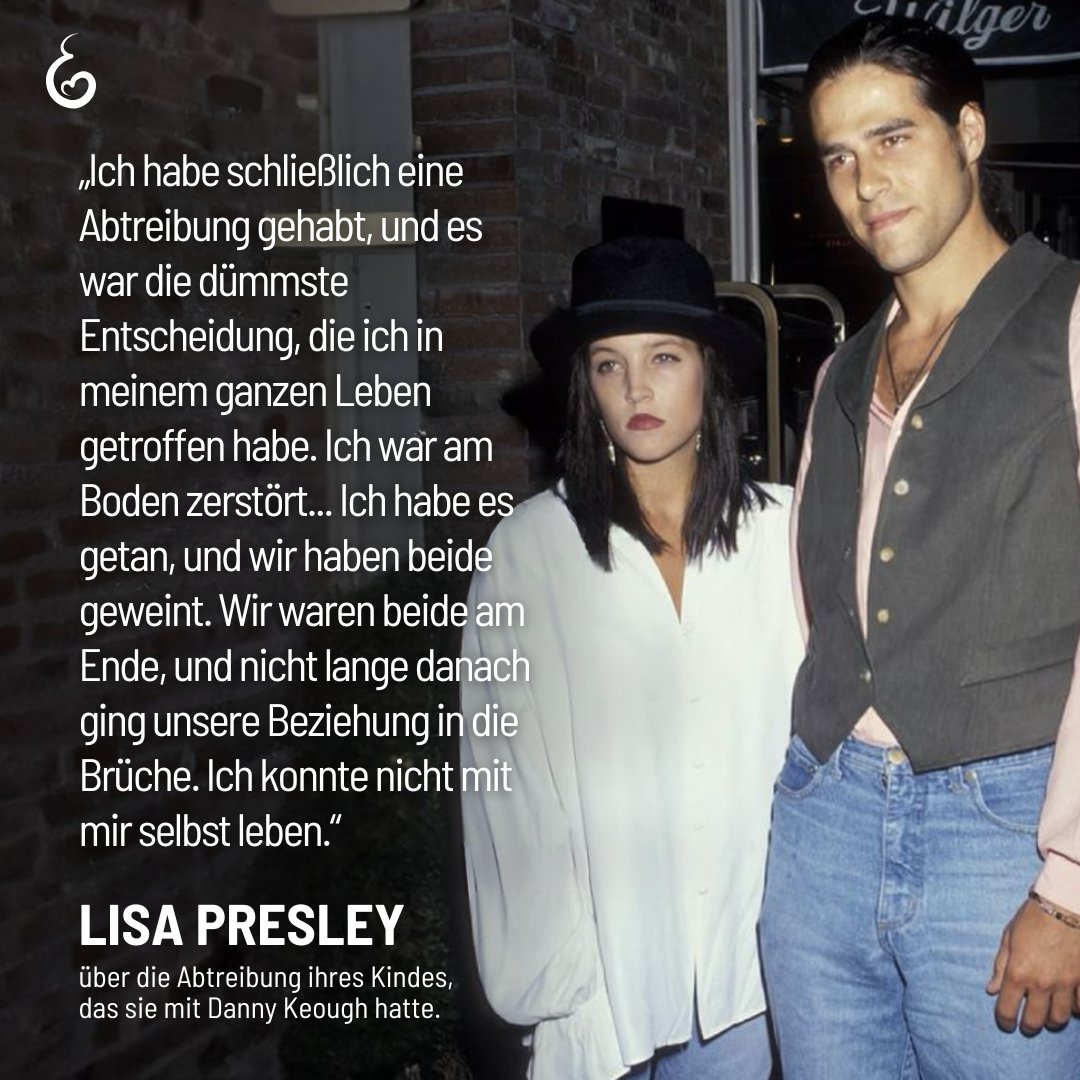 Wilger
„Ich habe schließlich eine
Abtreibung gehabt, und es
war die dümmste
Entscheidung, die ich in
meinem ganzen Leben
getroffen habe. Ich war am
Boden zerstört... Ich habe es
getan, und wir haben beide
geweint. Wir waren beide am
Ende, und nicht lange danach
ging unsere Beziehung in die
Brüche. Ich konnte nicht mit
mir selbst leben.“
LISA PRESLEY
über die Abtreibung ihres Kindes,
das sie mit Danny Keough hatte.